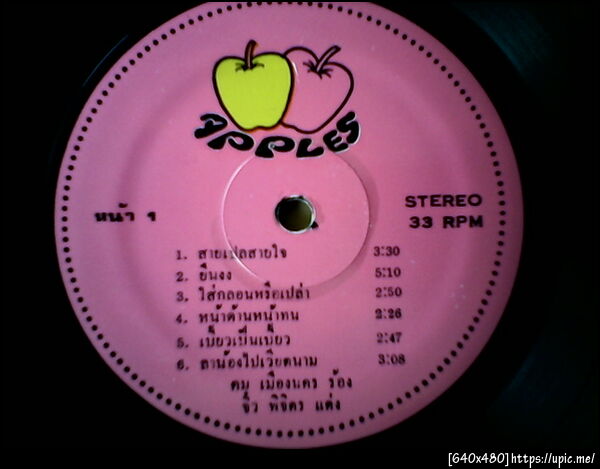 APPLES
STEREO
หน้า 1
33 RPM
1. สายเปลสายใจ 3:30
2. ยืนงง 5:10
3. ใส่กลอนหรือเปล่า 2:50
4. หน้าด้านหน้าทน 2:26
5. เบี้ยวเป็นเบี้ยว 2:47
6. ลาน้องไปเวียดนาม 3:08
คม เมืองนคร ร้อง
จิ๋ว พิจิตร แต่ง
[640x480]https://upic.me/